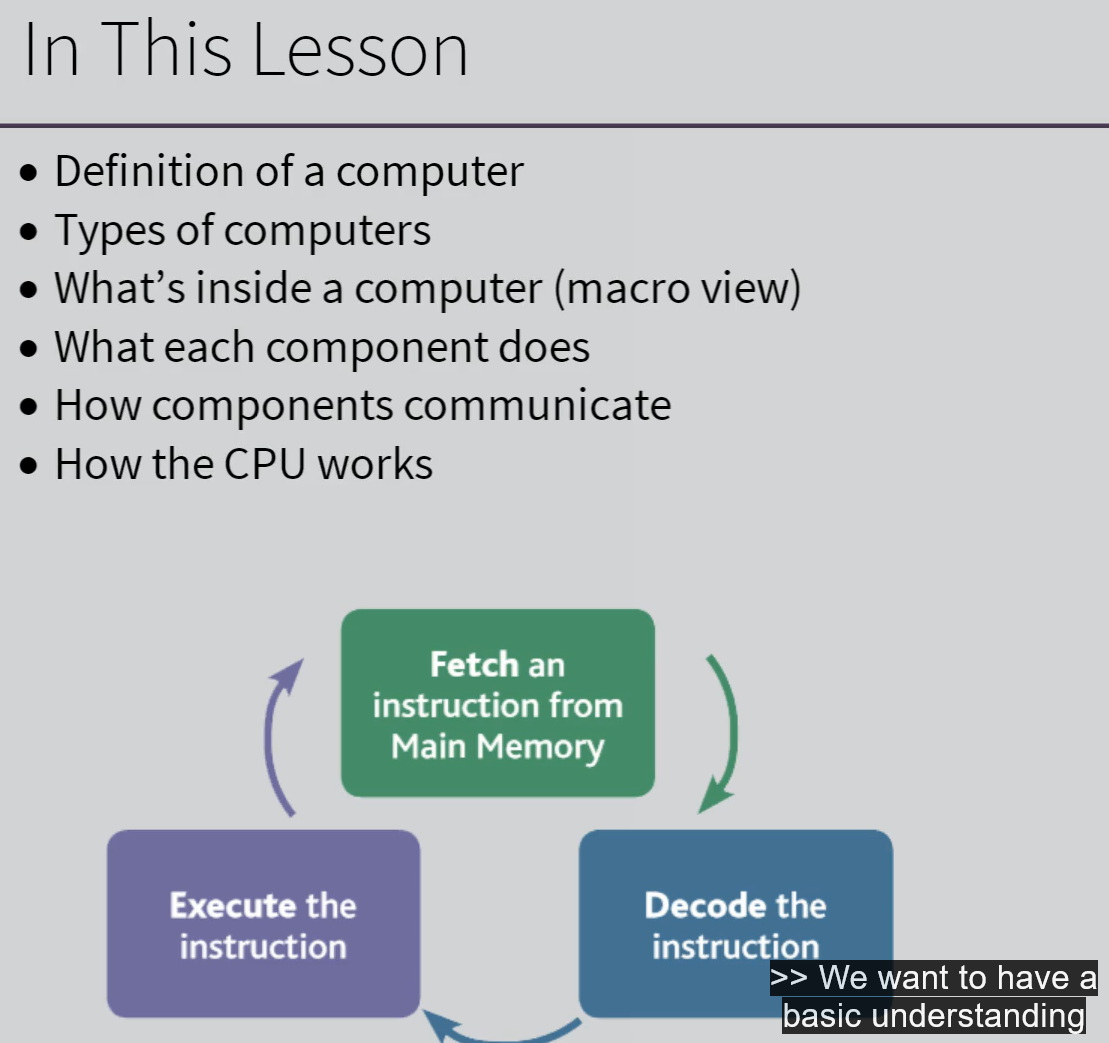 In This Lesson
• Definition of a computer
• Types of computers
• What’s inside a computer (macro view)
• What each component does
• How components communicate
• How the CPU works
Fetch an
instruction from
Main Memory
Execute the
instruction
Decode the
instruction
>> We want to have a
basic understanding